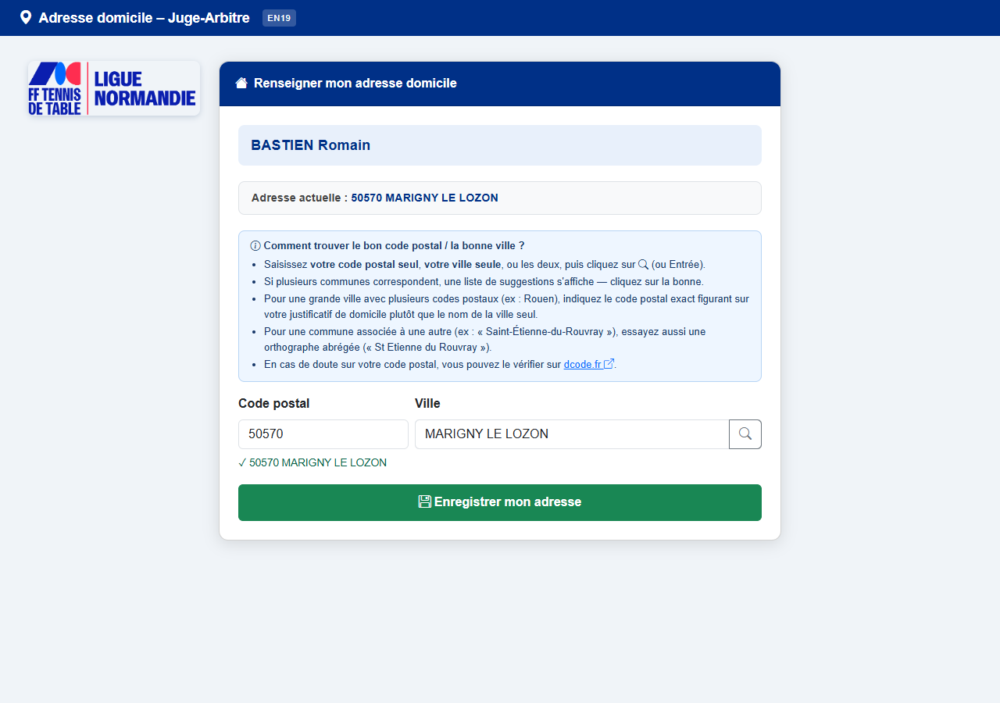 Adresse domicile – Juge-Arbitre EN19
FF TENNIS
DE TABLE
LIGUE
NORMANDIE
Renseigner mon adresse domicile
BASTIEN Romain
Adresse actuelle : 50570 MARIGNY LE LOZON
Comment trouver le bon code postal / la bonne ville ?
• Saisissez votre code postal seul, votre ville seule, ou les deux, puis cliquez sur (ou Entrée).
• Si plusieurs communes correspondent, une liste de suggestions s'affiche — cliquez sur la bonne.
• Pour une grande ville avec plusieurs codes postaux (ex : Rouen), indiquez le code postal exact figurant sur
votre justificatif de domicile plutôt que le nom de la ville seul.
• Pour une commune associée à une autre (ex : « Saint-Étienne-du-Rouvray »), essayez aussi une
orthographe abrégée (« St Etienne du Rouvray »).
• En cas de doute sur votre code postal, vous pouvez le vérifier sur dcode.fr.
Code postal Ville
50570 MARIGNY LE LOZON
✓ 50570 MARIGNY LE LOZON
Enregistrer mon adresse